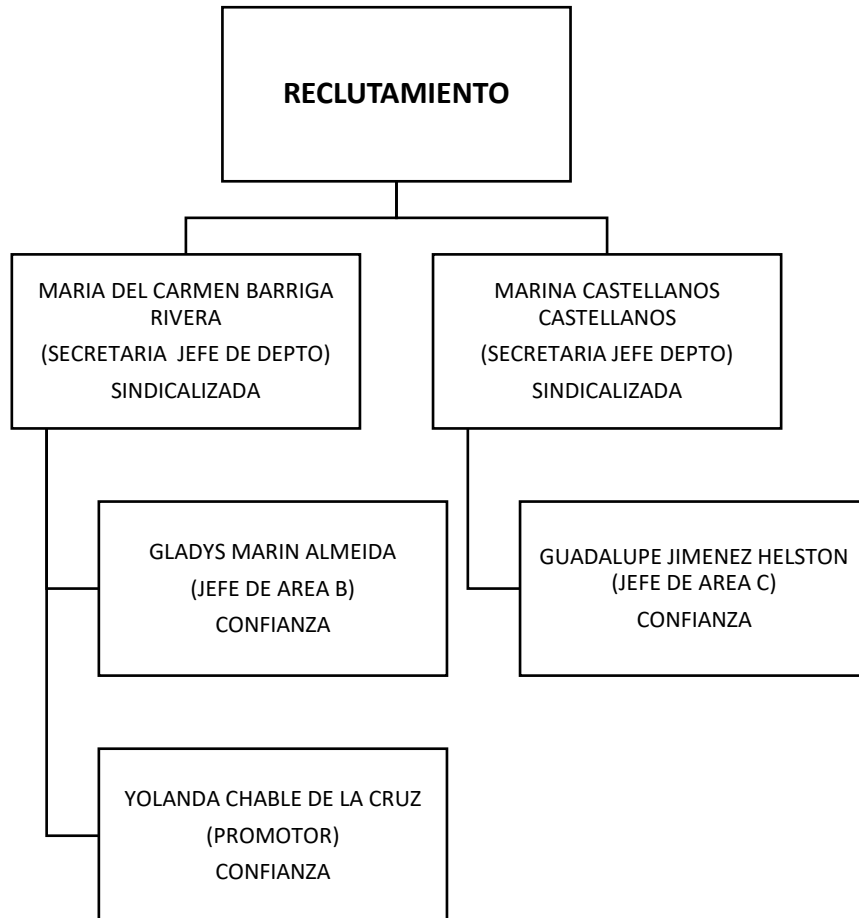 RECLUTAMIENTO
MARIA DEL CARMEN BARRIGA
RIVERA
(SECRETARIA JEFE DE DEPTO)
SINDICALIZADA
MARINA CASTELLANOS
CASTELLANOS
(SECRETARIA JEFE DEPTO)
SINDICALIZADA
GLADYS MARIN ALMEIDA
(JEFE DE AREA B)
CONFIANZA
GUADALUPE JIMENEZ HELSTON
(JEFE DE AREA C)
CONFIANZA
YOLANDA CHABLE DE LA CRUZ
(PROMOTOR)
CONFIANZA